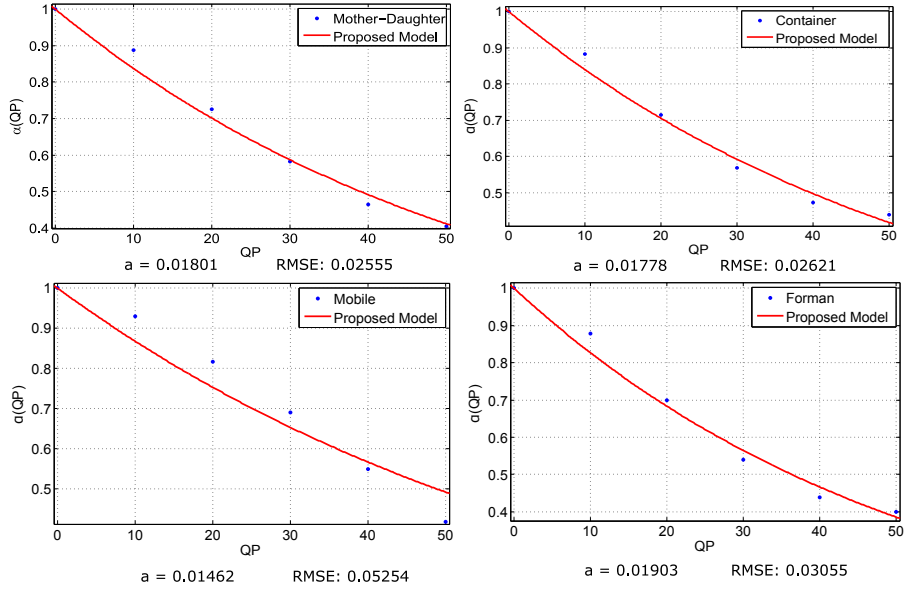 Mother-Daughter
Proposed Model
1
0.9
0.8
0.7
0.6
0.5
0.4
α(QP)
0 10 20 30 40 50
QP
a = 0.01801 RMSE: 0.02555
Container
Proposed Model
1
0.9
0.8
0.7
0.6
0.5
α(QP)
0 10 20 30 40 50
QP
a = 0.01778 RMSE: 0.02621
Mobile
Proposed Model
1
0.9
0.8
0.7
0.6
0.5
α(QP)
0 10 20 30 40 50
QP
a = 0.01462 RMSE: 0.05254
Forman
Proposed Model
1
0.9
0.8
0.7
0.6
0.5
0.4
α(QP)
0 10 20 30 40 50
QP
a = 0.01903 RMSE: 0.03055